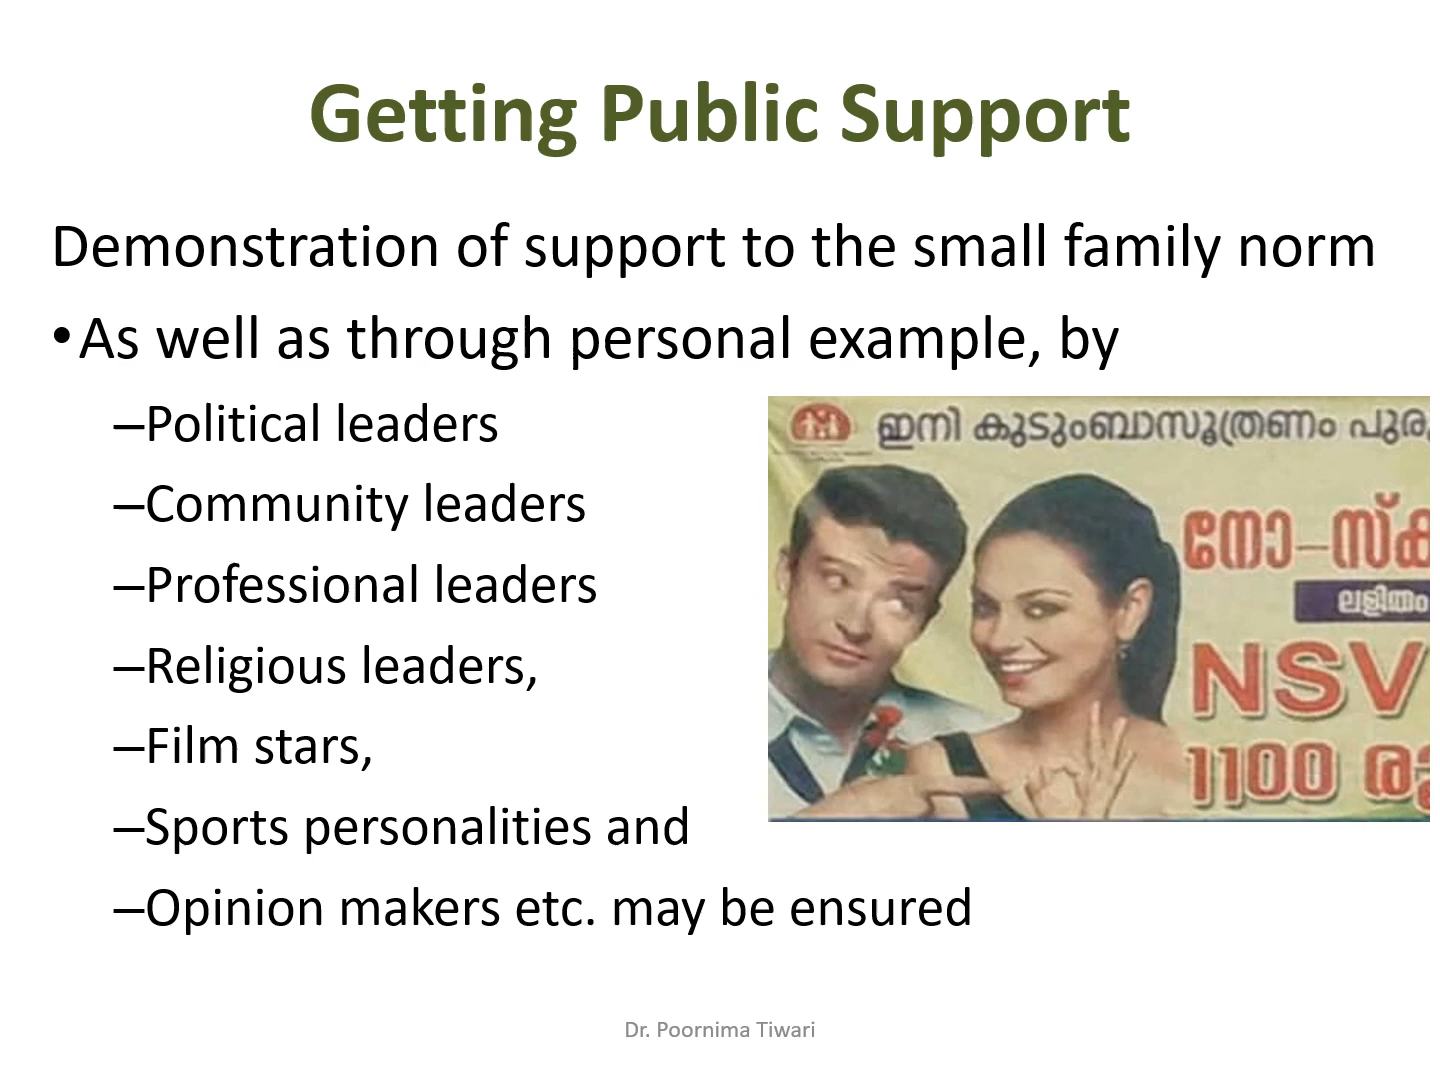 Getting Public Support
Demonstration of support to the small family norm
•As well as through personal example, by
–Political leaders
–Community leaders
–Professional leaders
–Religious leaders,
–Film stars,
–Sports personalities and
–Opinion makers etc. may be ensured
ഇനി കുടുംബാസൂത്രണം
നോ-സ്ക
ലളിതം
NSV
1100
Dr. Poornima Tiwari